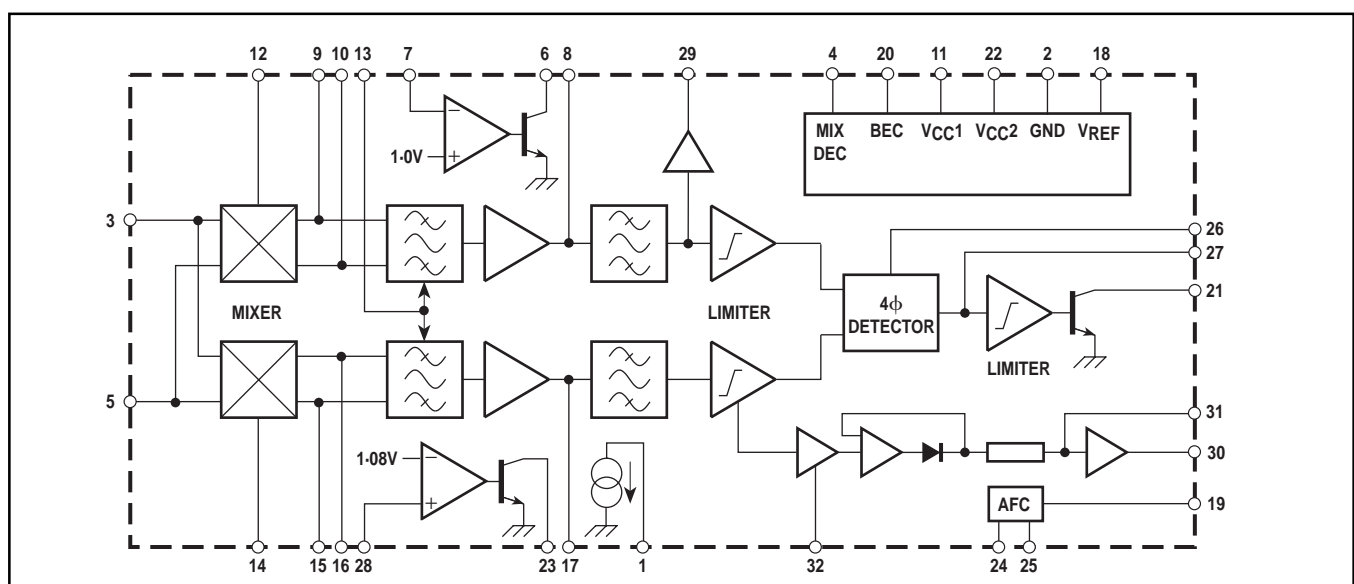 12 9 10 13 7 6 8 29 4 20 11 22 2 18
MIX DEC
BEC
VCC1
VCC2
GND
VREF
1·0V
−
+
3
26
27
21
MIXER
LIMITER
4ϕ DETECTOR
LIMITER
5
31
30
1·08V
−
+
AFC
19
14 15 16 28 23 17 1 32 24 25